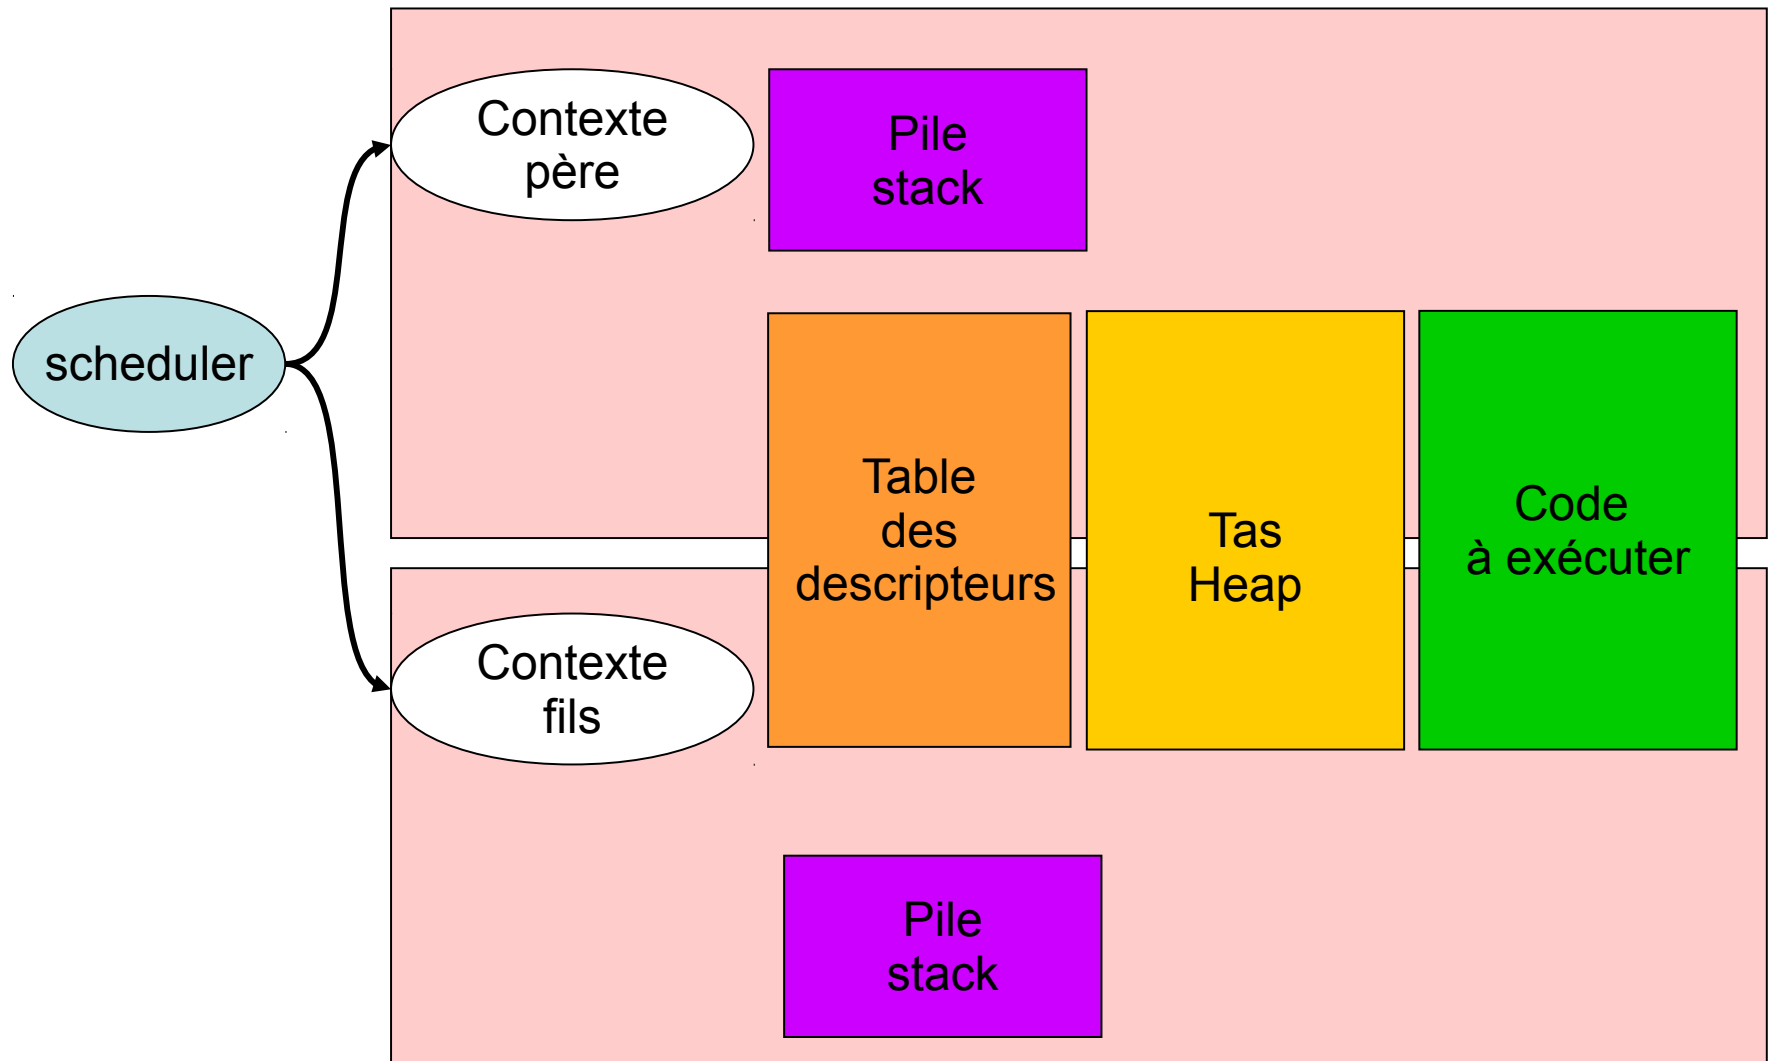 Contexte
père
Pile
stack
scheduler
Table
des
descripteurs
Tas
Heap
Code
à exécuter
Contexte
fils
Pile
stack